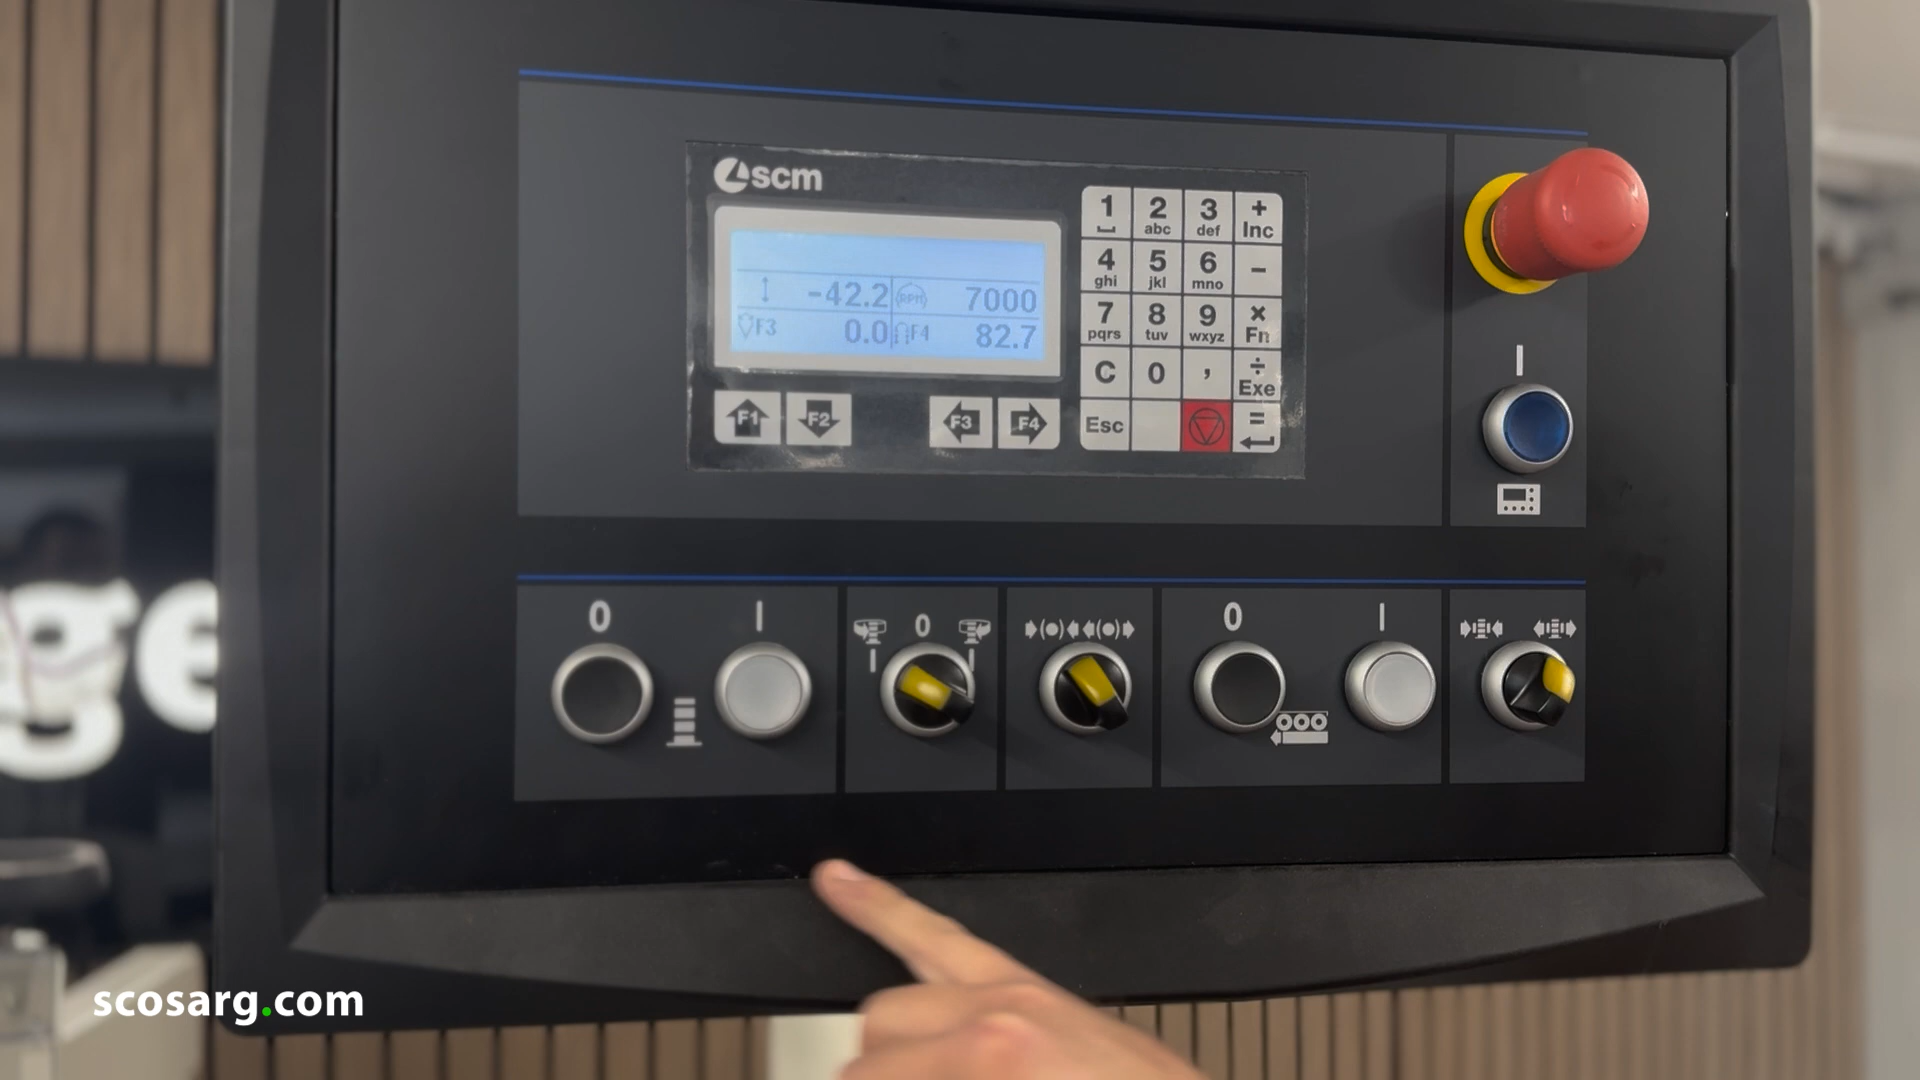 scm
-42.2 RPM 7000
F3 0.0 F4 82.7
F1 F2 F3 F4
1 2 abc 3 def + Inc
4 ghi 5 jkl 6 mno -
7 pqrs 8 tuv 9 wxyz × Fn
C 0 , ÷ Exe
Esc =
I
0 I 0 0 I
ge
scosarg.com